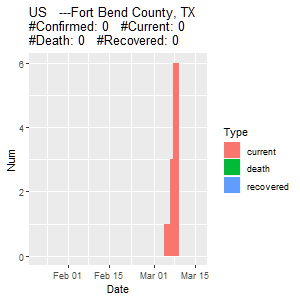 US   ---Fort Bend County, TX
#Confirmed: 0   #Current: 0
#Death: 0   #Recovered: 0
6
4
2
0
Num
Feb 01
Feb 15
Mar 01
Mar 15
Date
Type
current
death
recovered